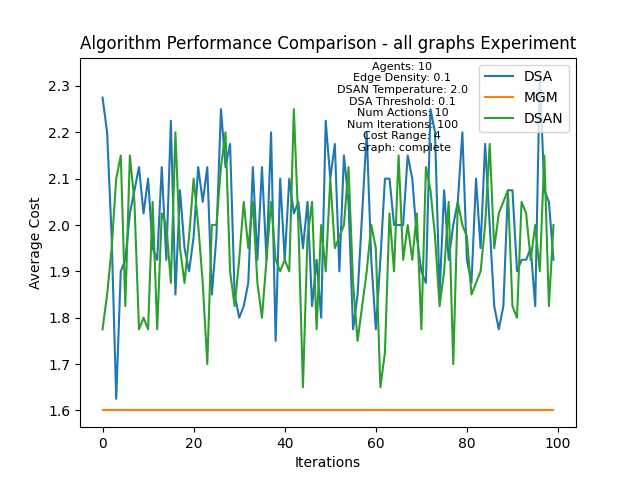 Algorithm Performance Comparison - all graphs Experiment
Agents: 10
Edge Density: 0.1
DSAN Temperature: 2.0
DSA Threshold: 0.1
Num Actions: 10
Num Iterations: 100
Cost Range: 4
Graph: complete
DSA
MGM
DSAN
Average Cost
2.3
2.2
2.1
2.0
1.9
1.8
1.7
1.6
0 20 40 60 80 100
Iterations